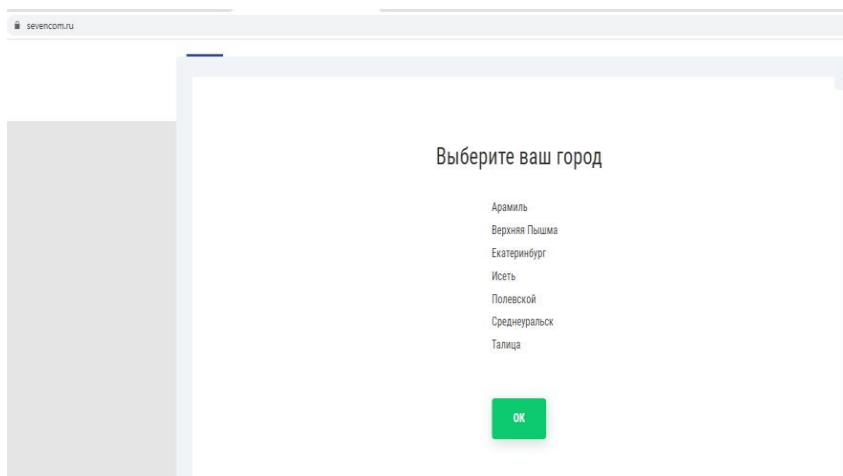 sevencom.ru
Выберите ваш город
Арамиль
Верхняя Пышма
Екатеринбург
Исеть
Полевской
Среднеуральск
Талица
ОК